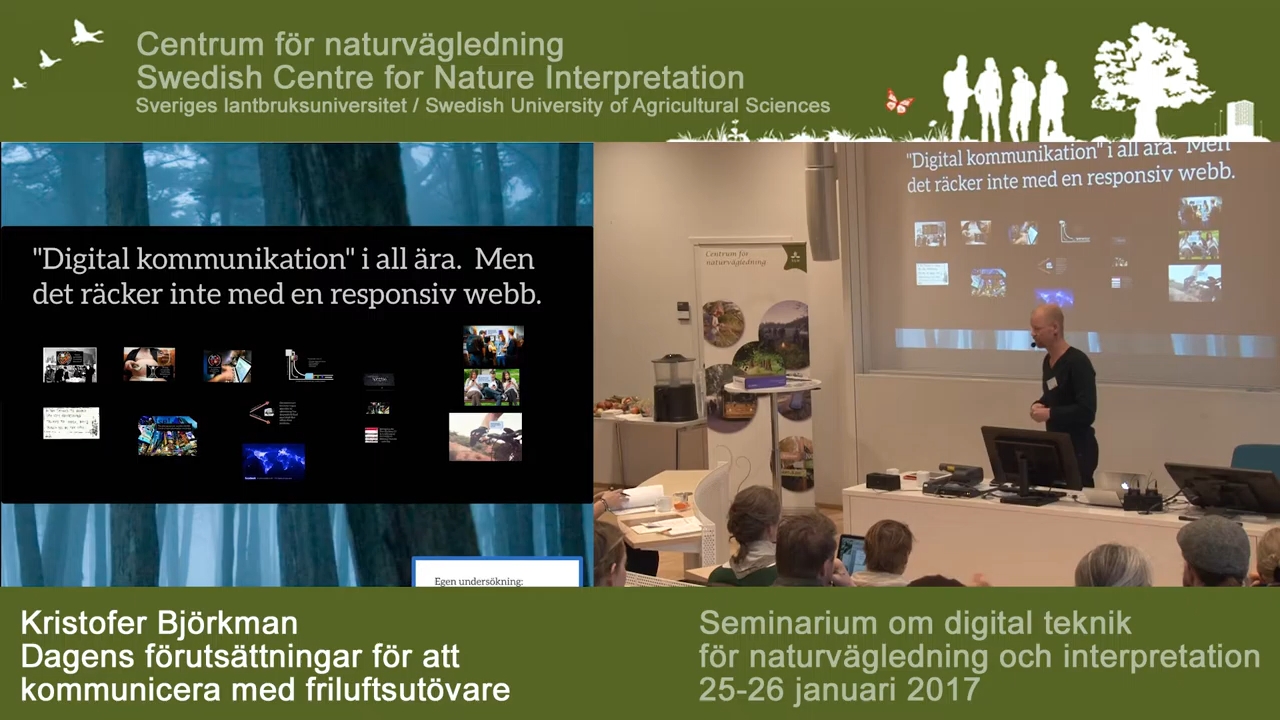 Centrum för naturvägledning
Swedish Centre for Nature Interpretation
Sveriges lantbruksuniversitet / Swedish University of Agricultural Sciences
"Digital kommunikation" i all ära. Men
det räcker inte med en responsiv webb.
Egen undersökning:
"Digital kommunikation" i all ära. Men
det räcker inte med en responsiv webb.
Centrum för
naturvägledning
Kristofer Björkman
Dagens förutsättningar för att
kommunicera med friluftsutövare
Seminarium om digital teknik
för naturvägledning och interpretation
25-26 januari 2017